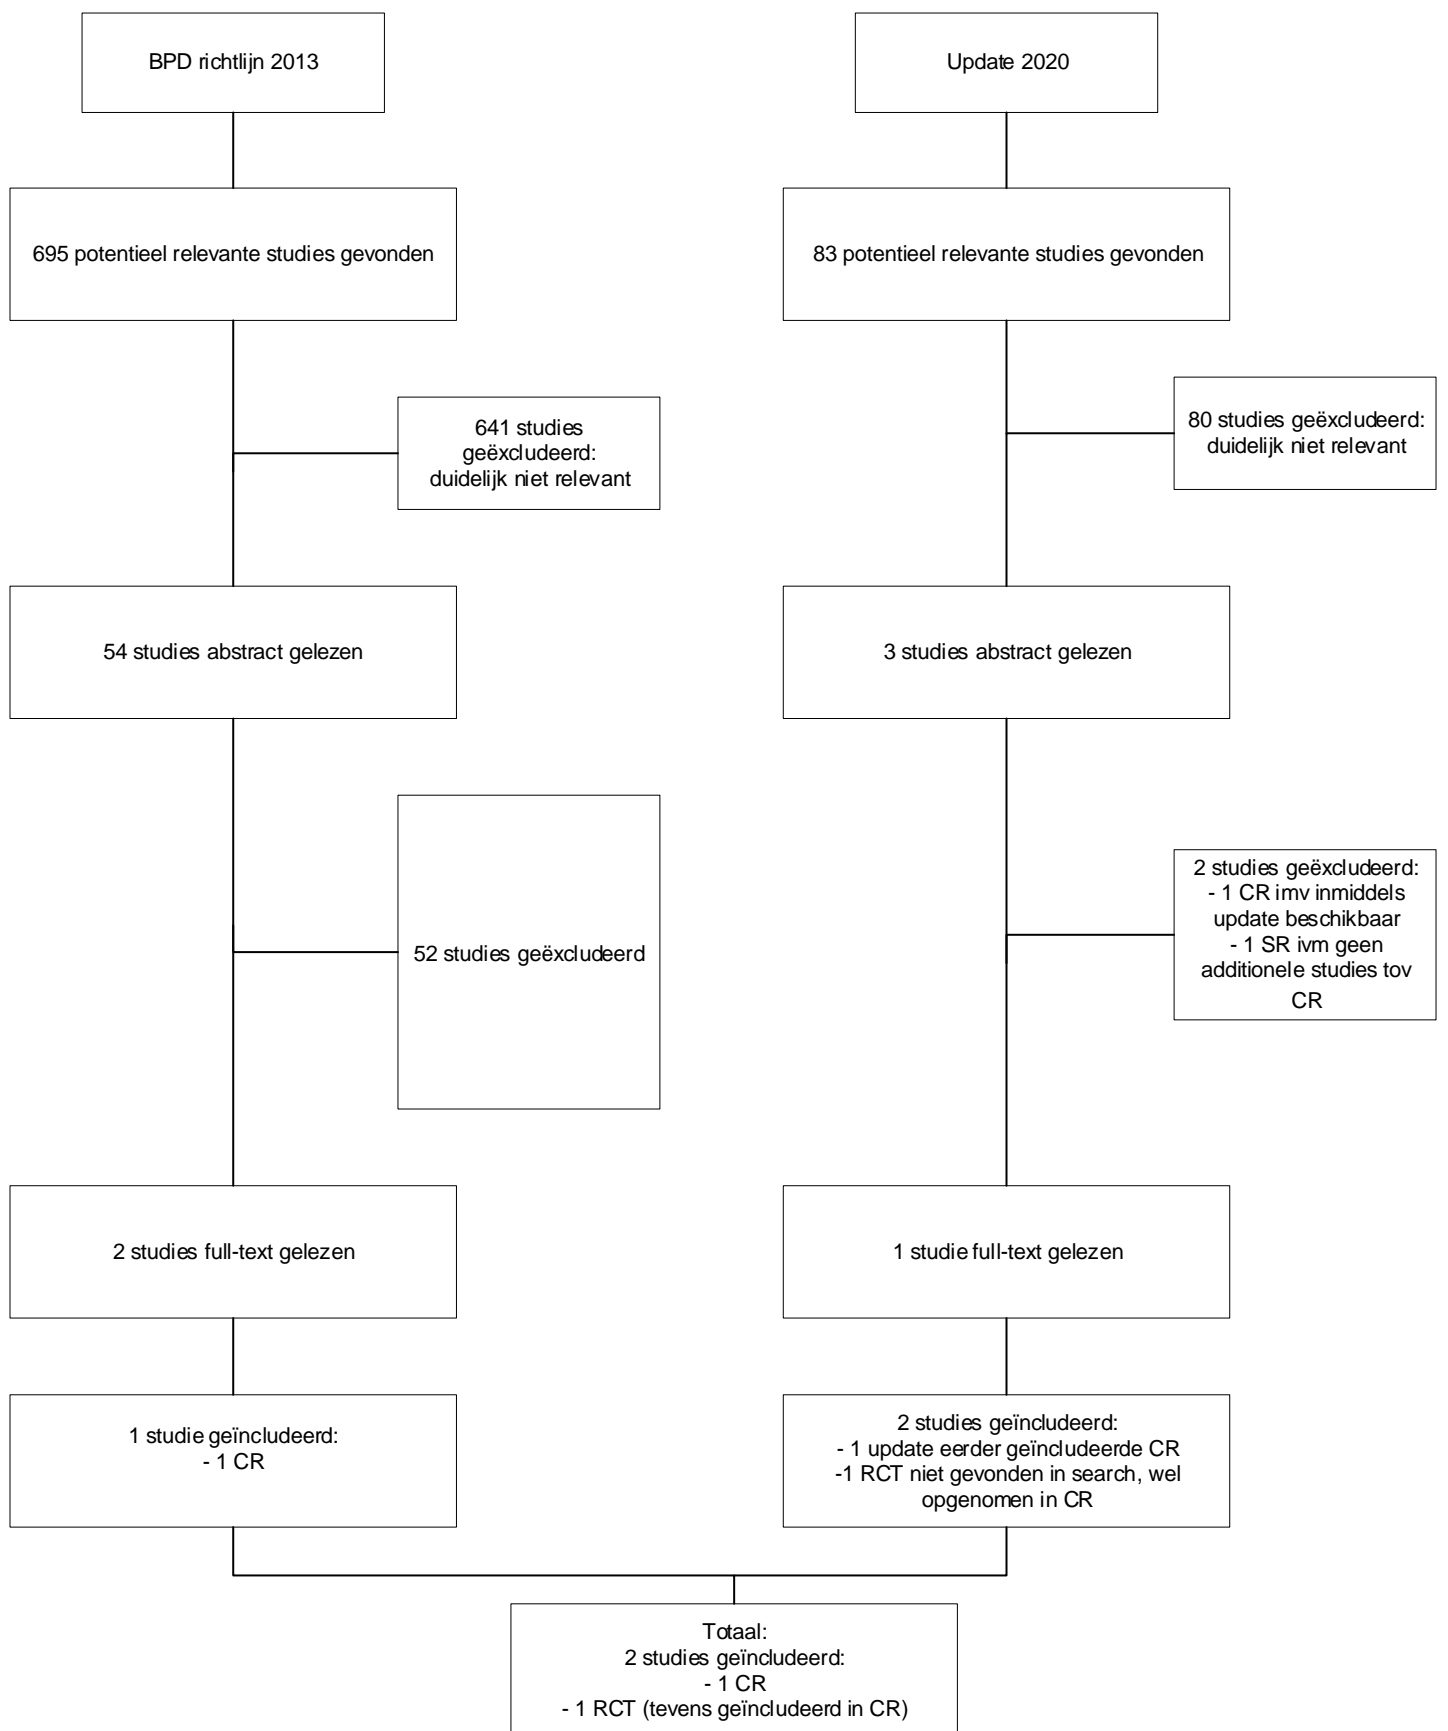 BPD richtlijn 2013
695 potentieel relevante studies gevonden
641 studies
geëxcludeerd:
duidelijk niet relevant
54 studies abstract gelezen
52 studies geëxcludeerd
2 studies full-text gelezen
1 studie geïncludeerd:
- 1 CR
Update 2020
83 potentieel relevante studies gevonden
80 studies geëxcludeerd:
duidelijk niet relevant
3 studies abstract gelezen
2 studies geëxcludeerd:
- 1 CR imv inmiddels
update beschikbaar
- 1 SR ivm geen
additionele studies tov
CR
1 studie full-text gelezen
2 studies geïncludeerd:
- 1 update eerder geïncludeerde CR
-1 RCT niet gevonden in search, wel
opgenomen in CR
Totaal:
2 studies geïncludeerd:
- 1 CR
- 1 RCT (tevens geïncludeerd in CR)